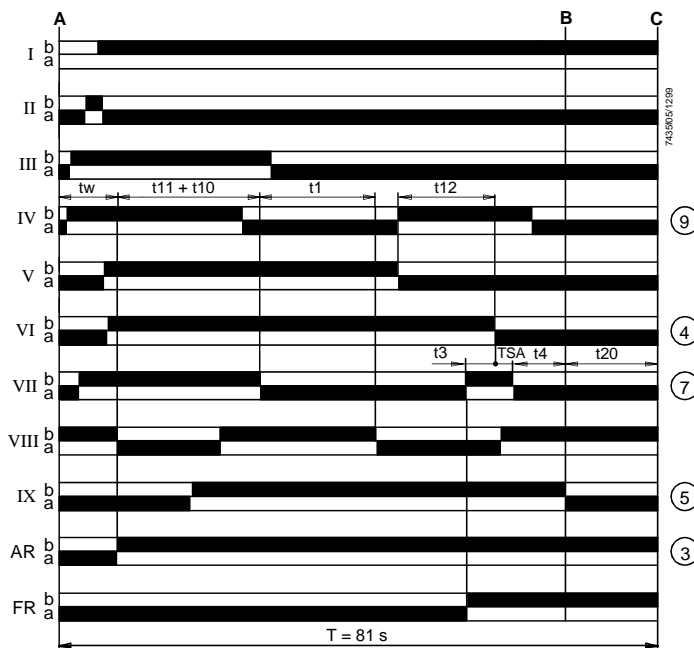 A B C
I b
a
II b
a
7435f05/1299
III b
a
tw t11 + t10 t1 t12
IV b
a
9
V b
a
VI b
a
4
t3 TSA t4 t20
VII b
a
7
VIII b
a
IX b
a
5
AR b
a
3
FR b
a
T = 81 s